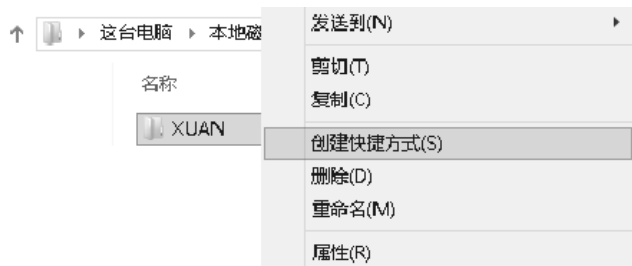 这台电脑 本地磁
名称
XUAN
发送到(N)
剪切(T)
复制(C)
创建快捷方式(S)
删除(D)
重命名(M)
属性(R)